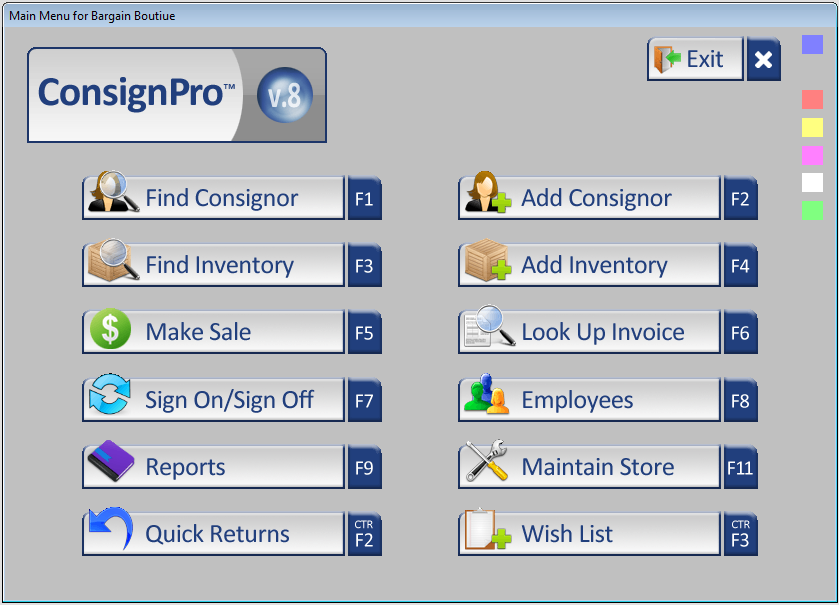 Main Menu for Bargain Boutiue
ConsignPro™ v.8
Exit
Find Consignor F1
Add Consignor F2
Find Inventory F3
Add Inventory F4
$ Make Sale F5
Look Up Invoice F6
Sign On/Sign Off F7
Employees F8
Reports F9
Maintain Store F11
Quick Returns CTR F2
Wish List CTR F3